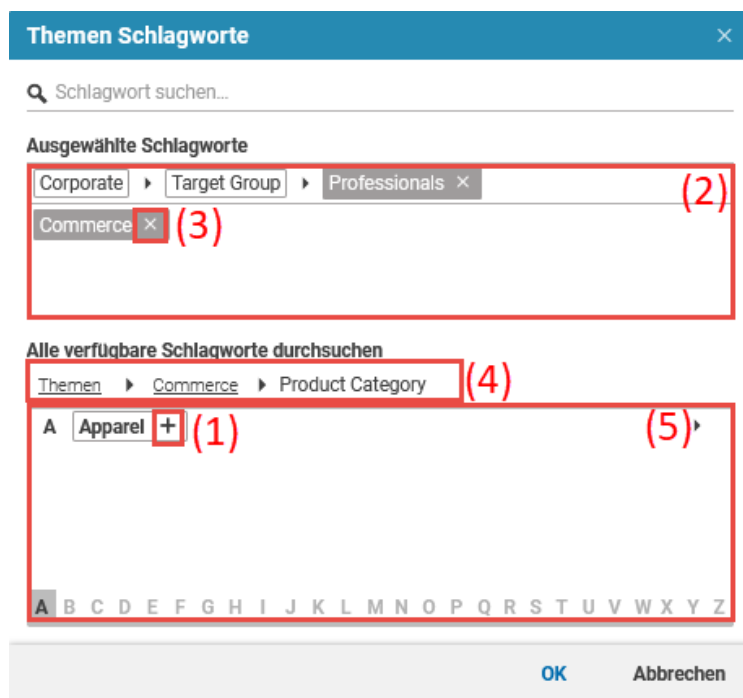 Themen Schlagworte ×
Schlagwort suchen...
Ausgewählte Schlagworte
Corporate Target Group Professionals × (2)
Commerce × (3)
Alle verfügbare Schlagworte durchsuchen
Themen Commerce Product Category (4)
A Apparel + (1) (5)
A B C D E F G H I J K L M N O P Q R S T U V W X Y Z
OK Abbrechen